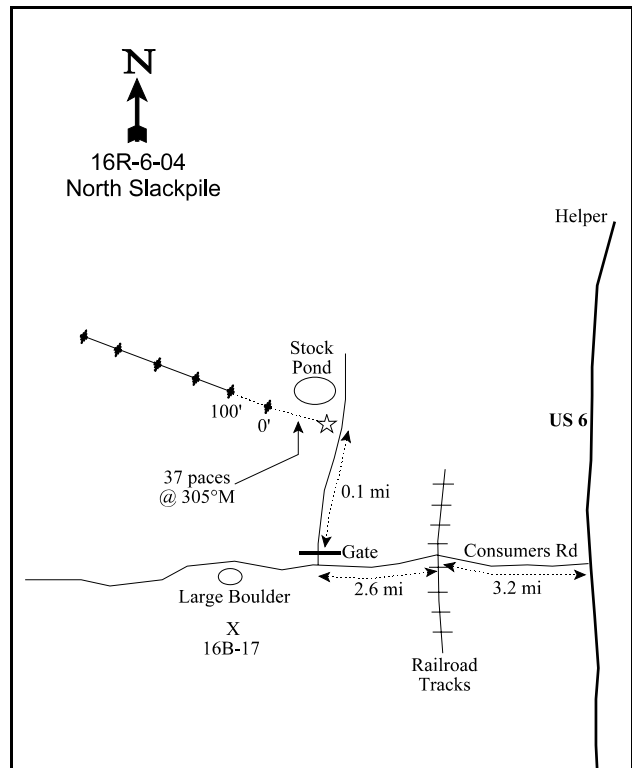 N
16R-6-04
North Slackpile
Helper
Stock
Pond
100'
0'
US 6
37 paces
@ 305°M
0.1 mi
Gate
Consumers Rd
Large Boulder
2.6 mi
3.2 mi
X
16B-17
Railroad
Tracks